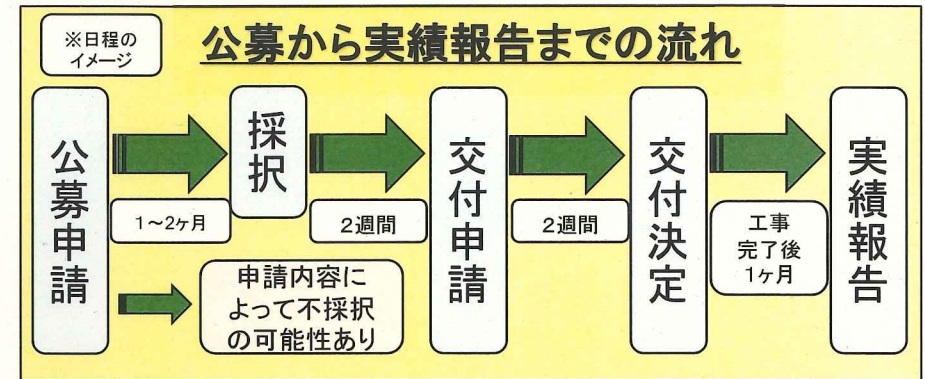 ※日程の
イメージ
公募から実績報告までの流れ
公募申請
1~2ヶ月
採択
2週間
交付申請
2週間
交付決定
工事
完了後
1ヶ月
実績報告
申請内容に
よって不採択
の可能性あり